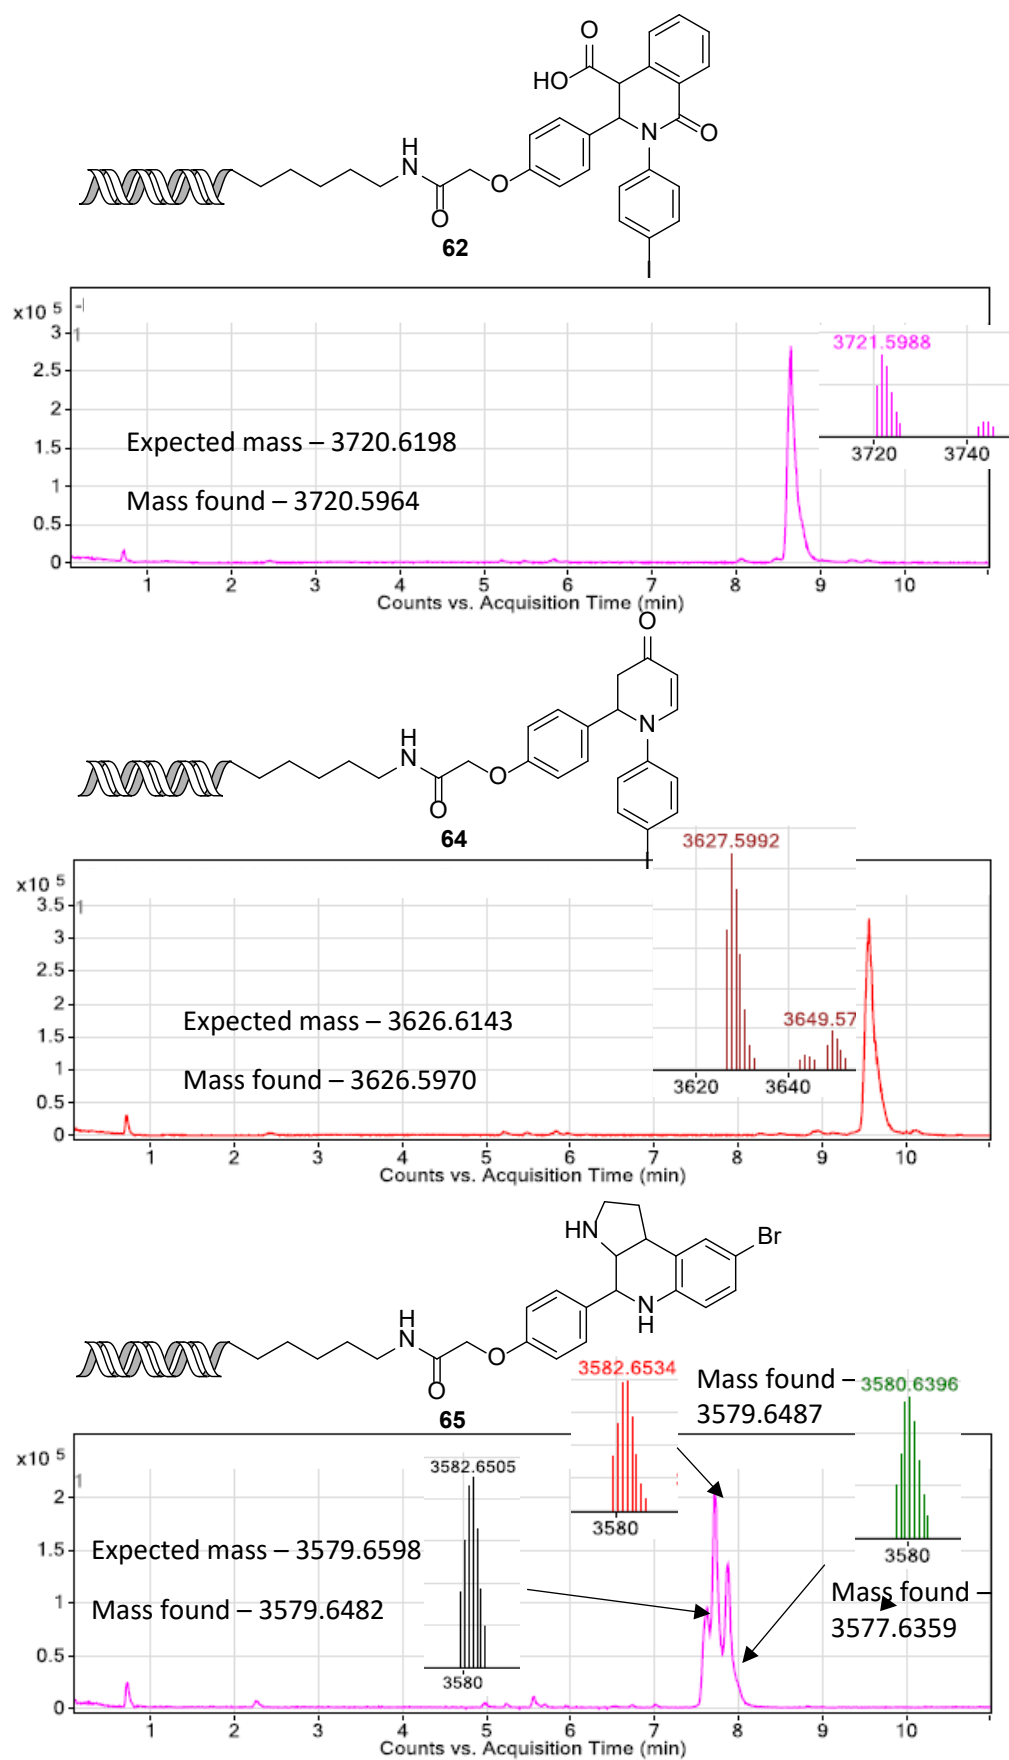 O
HO
N
O
H
N
O
O
I
62
x10 5
-
1
3
2.5
2
1.5
1
0.5
0
3721.5988
3720 3740
Expected mass – 3720.6198
Mass found – 3720.5964
1 2 3 4 5 6 7 8 9 10
Counts vs. Acquisition Time (min)
O
N
H
N
O
O
I
64
x10 5
1
3.5
3
2.5
2
1.5
1
0.5
0
3627.5992
3649.57
3620 3640
Expected mass – 3626.6143
Mass found – 3626.5970
1 2 3 4 5 6 7 8 9 10
Counts vs. Acquisition Time (min)
HN
Br
N
H
H
N
O
O
65
x10 5
1
2
1.5
1
0.5
0
3582.6505
3580
3582.6534
3580
Mass found –
3579.6487
3580.6396
3580
Expected mass – 3579.6598
Mass found – 3579.6482
Mass found –
3577.6359
1 2 3 4 5 6 7 8 9 10
Counts vs. Acquisition Time (min)